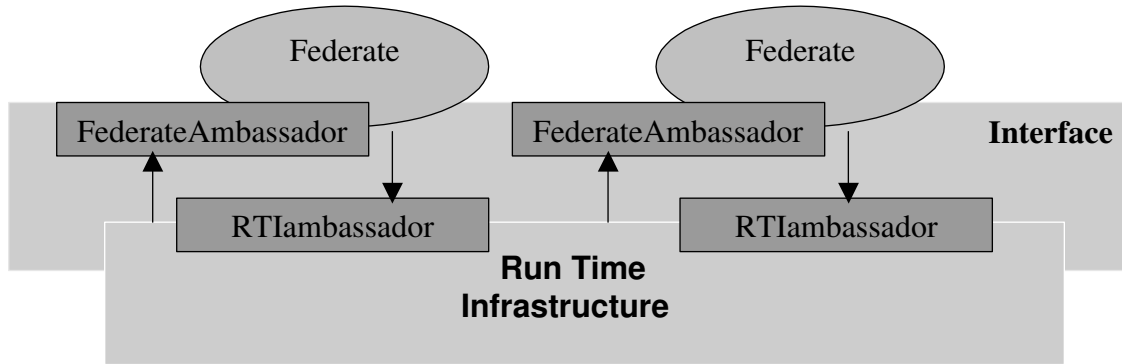 Federate
Federate
FederateAmbassador
FederateAmbassador
Interface
RTIambassador
RTIambassador
Run Time
Infrastructure